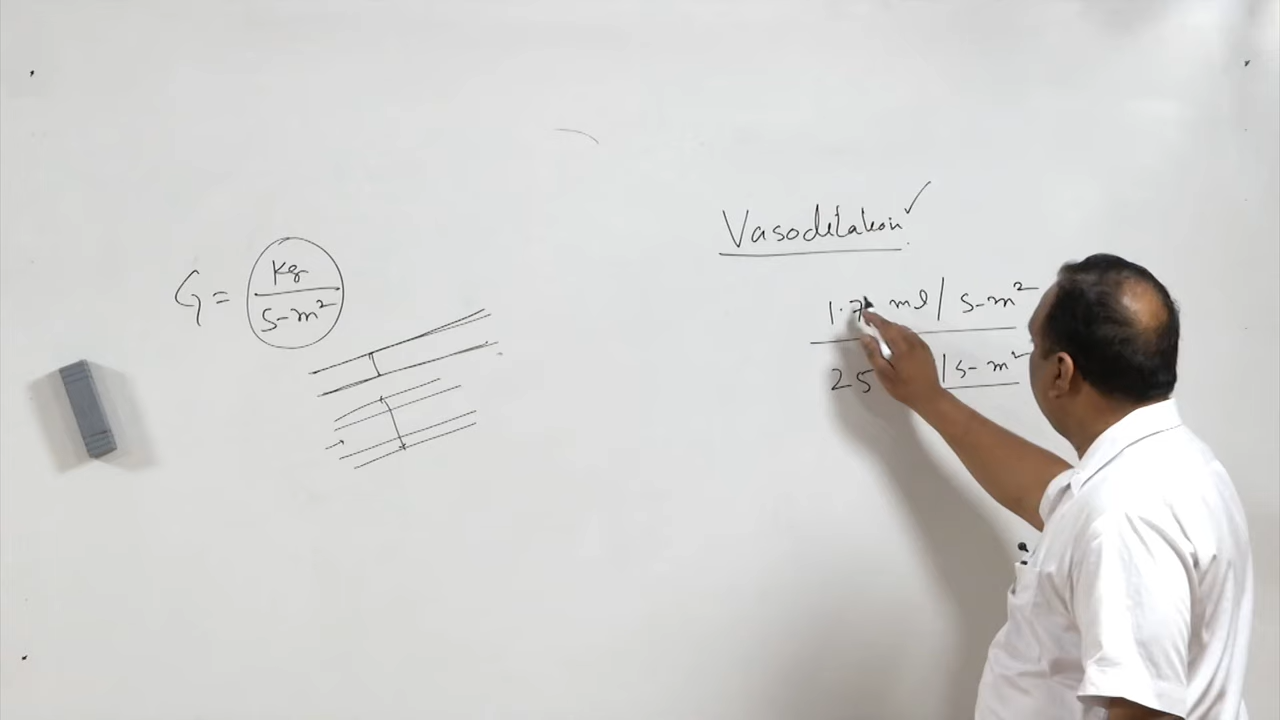 G = kg
s-m²
Vasodilation ✓
1.7 ml / s-m²
25 / s-m²